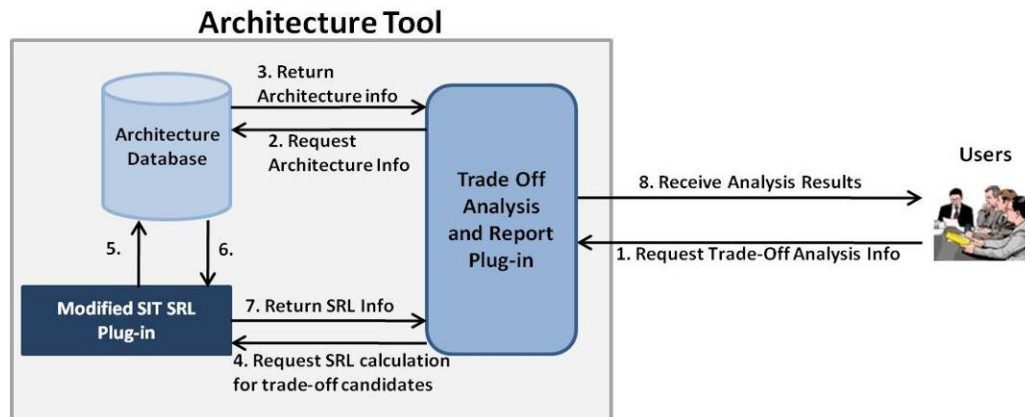 Architecture Tool
3. Return
Architecture info
Architecture
Database
2. Request
Architecture Info
Trade Off
Analysis
and Report
Plug-in
Users
8. Receive Analysis Results
1. Request Trade-Off Analysis Info
5.
6.
Modified SIT SRL
Plug-in
7. Return SRL Info
4. Request SRL calculation
for trade-off candidates